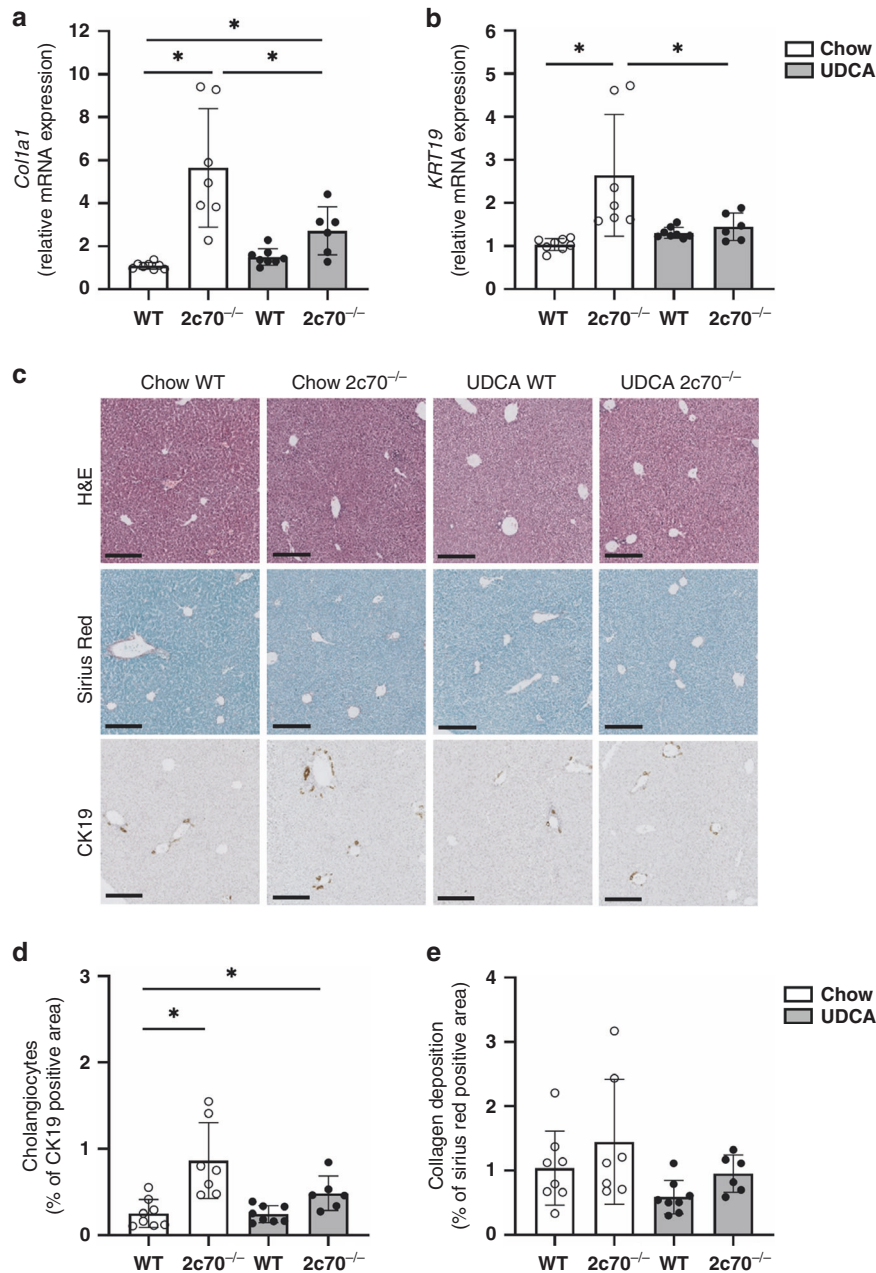 a
*
*
*
Col1a1
(relative mRNA expression)
12
10
8
6
4
2
0
WT 2c70–/– WT 2c70–/–
b
*
*
KRT19
(relative mRNA expression)
6
5
4
3
2
1
0
WT 2c70–/– WT 2c70–/–
Chow
UDCA
c
Chow WT Chow 2c70–/– UDCA WT UDCA 2c70–/–
H&E
Sirius Red
CK19
d
*
*
Cholangiocytes
(% of CK19 positive area)
3
2
1
0
WT 2c70–/– WT 2c70–/–
e
Collagen deposition
(% of sirius red positive area)
4
3
2
1
0
WT 2c70–/– WT 2c70–/–
Chow
UDCA